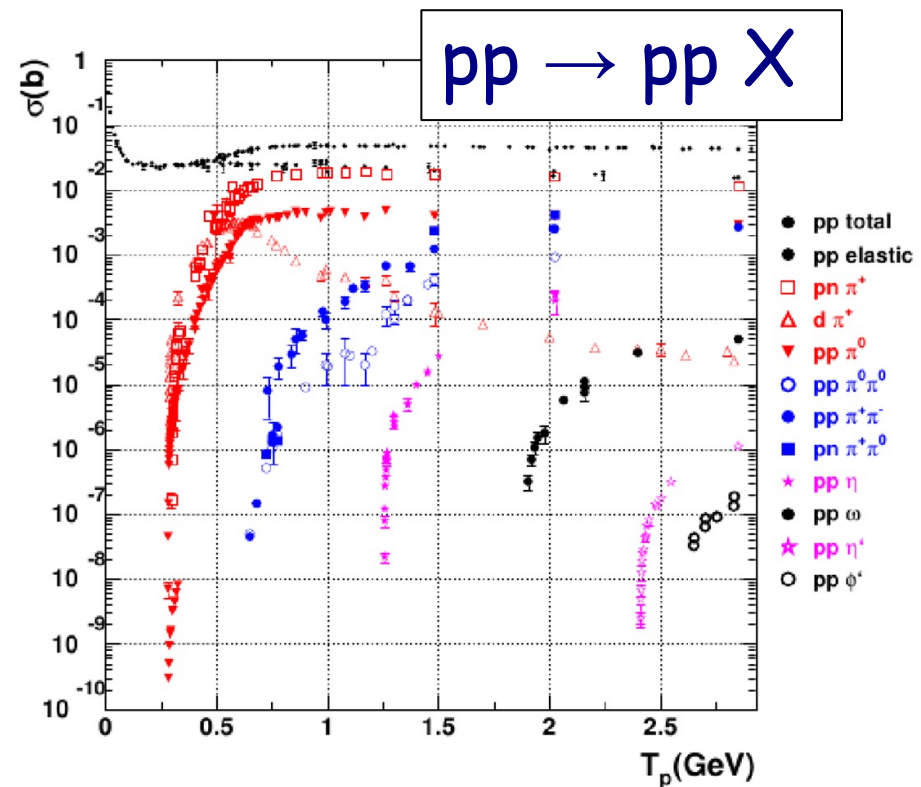 pp → pp X
σ(b)
1
10 -1
10 -2
10 -3
10 -4
10 -5
10 -6
10 -7
10 -8
10 -9
10 -10
0 0.5 1 1.5 2 2.5
Tp(GeV)
pp total
pp elastic
pn π+
d π+
pp π0
pp π0π0
pp π+π-
pn π+π0
pp η
pp ω
pp η‘
pp ϕ‘